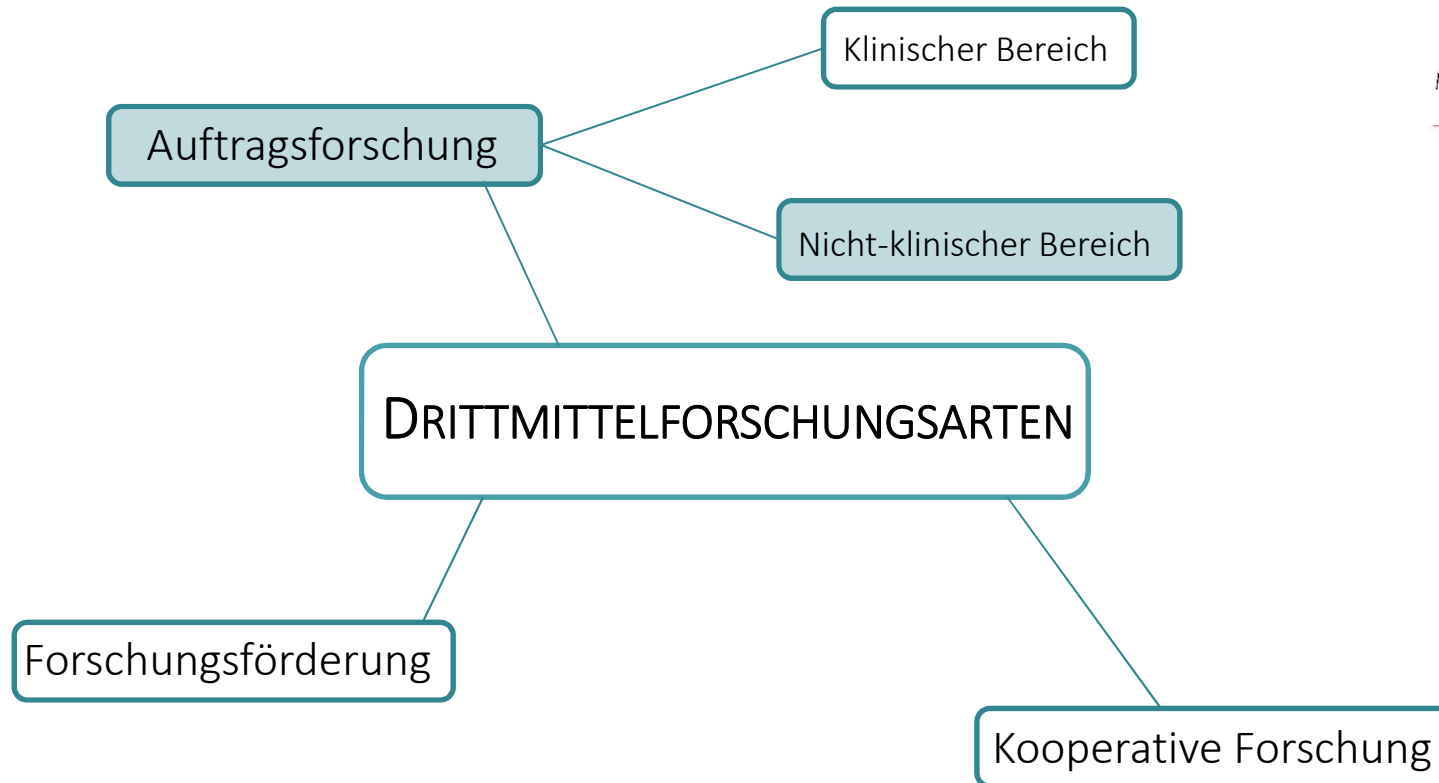 Klinischer Bereich
Auftragsforschung
Nicht-klinischer Bereich
DRITTMITTELFORSCHUNGSARTEN
Forschungsförderung
Kooperative Forschung